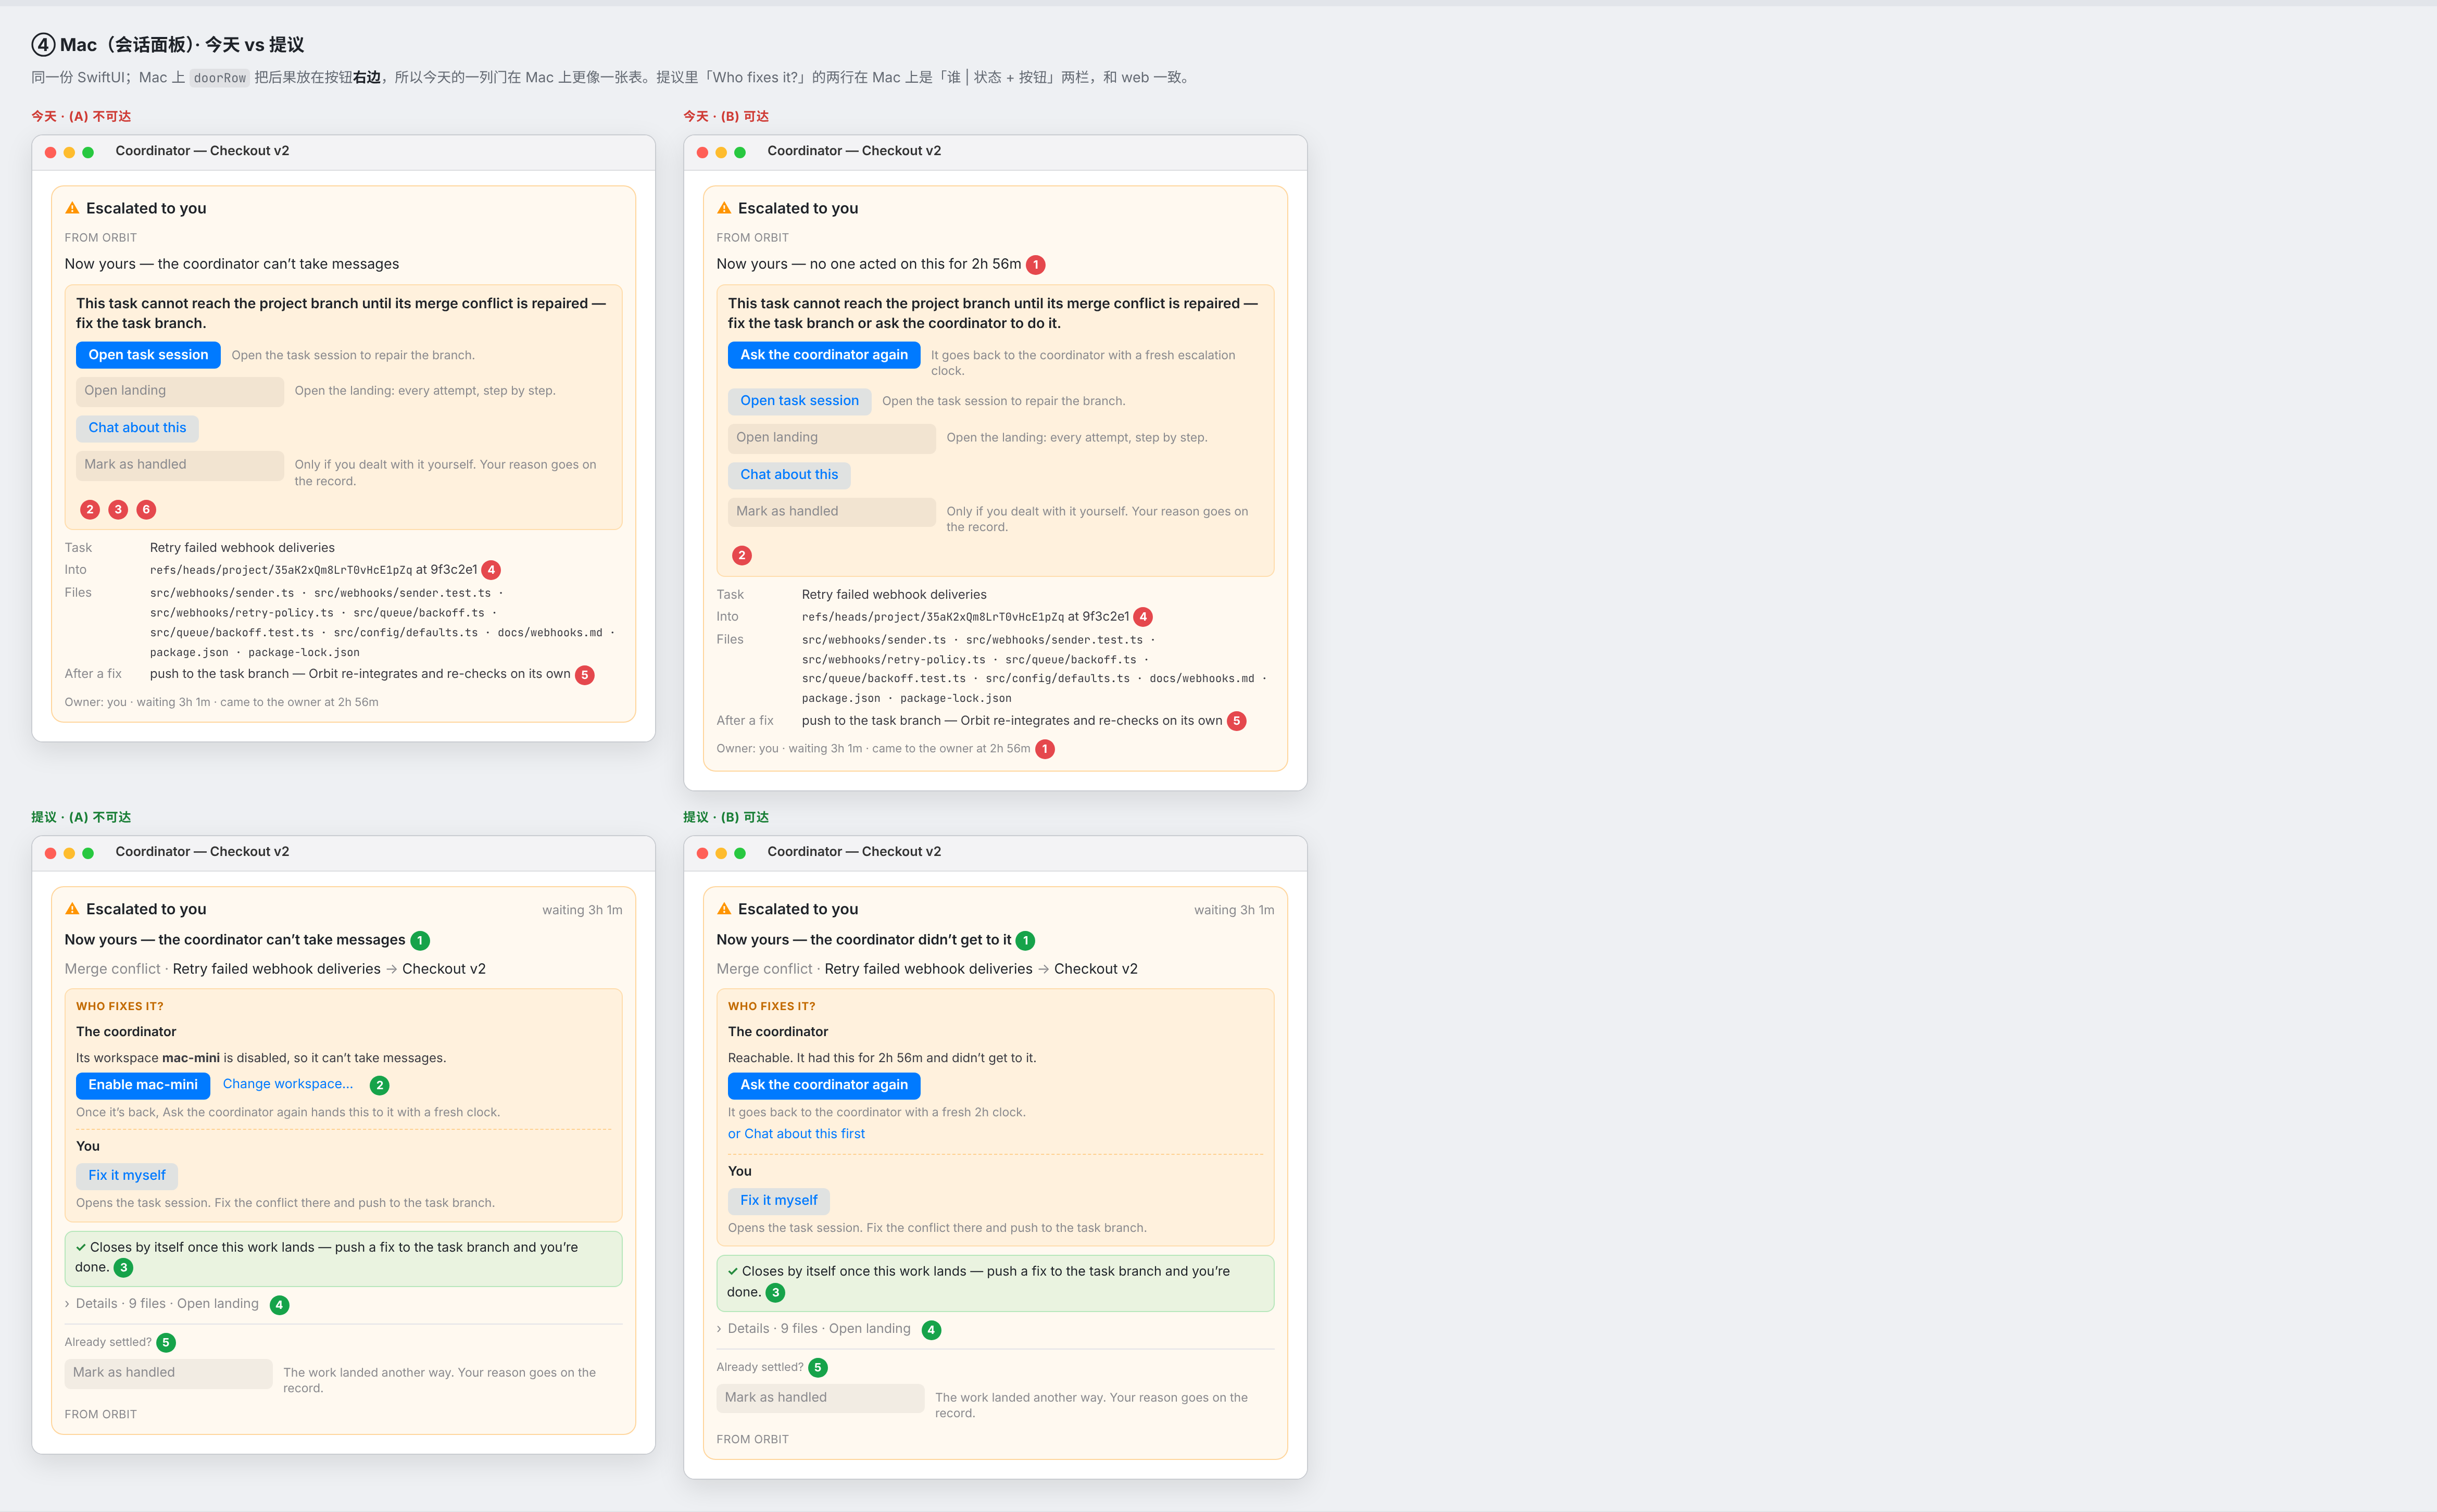 ④ Mac（会话面板）· 今天 vs 提议
同一份 SwiftUI；Mac 上 doorRow 把后果放在按钮右边，所以今天的一列门在 Mac 上更像一张表。提议里「Who fixes it?」的两行在 Mac 上是「谁 | 状态 + 按钮」两栏，和 web 一致。
今天 · (A) 不可达
Coordinator — Checkout v2
Escalated to you
FROM ORBIT
Now yours — the coordinator can’t take messages
This task cannot reach the project branch until its merge conflict is repaired —
fix the task branch.
Open task session Open the task session to repair the branch.
Open landing Open the landing: every attempt, step by step.
Chat about this
Mark as handled Only if you dealt with it yourself. Your reason goes on
the record.
2 3 6
Task Retry failed webhook deliveries
Into refs/heads/project/35aK2xQm8LrT0vHcE1pZq at 9f3c2e1 4
Files src/webhooks/sender.ts · src/webhooks/sender.test.ts ·
src/webhooks/retry-policy.ts · src/queue/backoff.ts ·
src/queue/backoff.test.ts · src/config/defaults.ts · docs/webhooks.md ·
package.json · package-lock.json
After a fix push to the task branch — Orbit re-integrates and re-checks on its own 5
Owner: you · waiting 3h 1m · came to the owner at 2h 56m
今天 · (B) 可达
Coordinator — Checkout v2
Escalated to you
FROM ORBIT
Now yours — no one acted on this for 2h 56m 1
This task cannot reach the project branch until its merge conflict is repaired —
fix the task branch or ask the coordinator to do it.
Ask the coordinator again It goes back to the coordinator with a fresh escalation
clock.
Open task session Open the task session to repair the branch.
Open landing Open the landing: every attempt, step by step.
Chat about this
Mark as handled Only if you dealt with it yourself. Your reason goes on
the record.
2
Task Retry failed webhook deliveries
Into refs/heads/project/35aK2xQm8LrT0vHcE1pZq at 9f3c2e1 4
Files src/webhooks/sender.ts · src/webhooks/sender.test.ts ·
src/webhooks/retry-policy.ts · src/queue/backoff.ts ·
src/queue/backoff.test.ts · src/config/defaults.ts · docs/webhooks.md ·
package.json · package-lock.json
After a fix push to the task branch — Orbit re-integrates and re-checks on its own 5
Owner: you · waiting 3h 1m · came to the owner at 2h 56m 1
提议 · (A) 不可达
Coordinator — Checkout v2
Escalated to you waiting 3h 1m
Now yours — the coordinator can’t take messages 1
Merge conflict · Retry failed webhook deliveries → Checkout v2
WHO FIXES IT?
The coordinator
Its workspace mac-mini is disabled, so it can’t take messages.
Enable mac-mini Change workspace… 2
Once it’s back, Ask the coordinator again hands this to it with a fresh clock.
You
Fix it myself
Opens the task session. Fix the conflict there and push to the task branch.
✓ Closes by itself once this work lands — push a fix to the task branch and you’re
done. 3
› Details · 9 files · Open landing 4
Already settled? 5
Mark as handled The work landed another way. Your reason goes on the
record.
FROM ORBIT
提议 · (B) 可达
Coordinator — Checkout v2
Escalated to you waiting 3h 1m
Now yours — the coordinator didn’t get to it 1
Merge conflict · Retry failed webhook deliveries → Checkout v2
WHO FIXES IT?
The coordinator
Reachable. It had this for 2h 56m and didn’t get to it.
Ask the coordinator again
It goes back to the coordinator with a fresh 2h clock.
or Chat about this first
You
Fix it myself
Opens the task session. Fix the conflict there and push to the task branch.
✓ Closes by itself once this work lands — push a fix to the task branch and you’re
done. 3
› Details · 9 files · Open landing 4
Already settled? 5
Mark as handled The work landed another way. Your reason goes on the
record.
FROM ORBIT